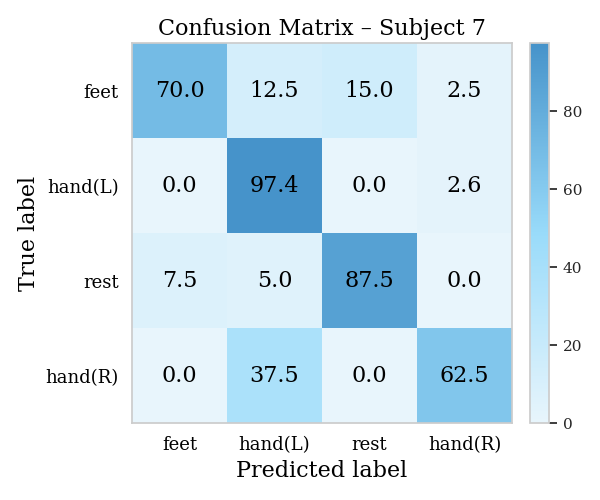 Confusion Matrix – Subject 7
feet 70.0 12.5 15.0 2.5
hand(L) 0.0 97.4 0.0 2.6
rest 7.5 5.0 87.5 0.0
hand(R) 0.0 37.5 0.0 62.5
feet hand(L) rest hand(R)
Predicted label
True label
80
60
40
20
0